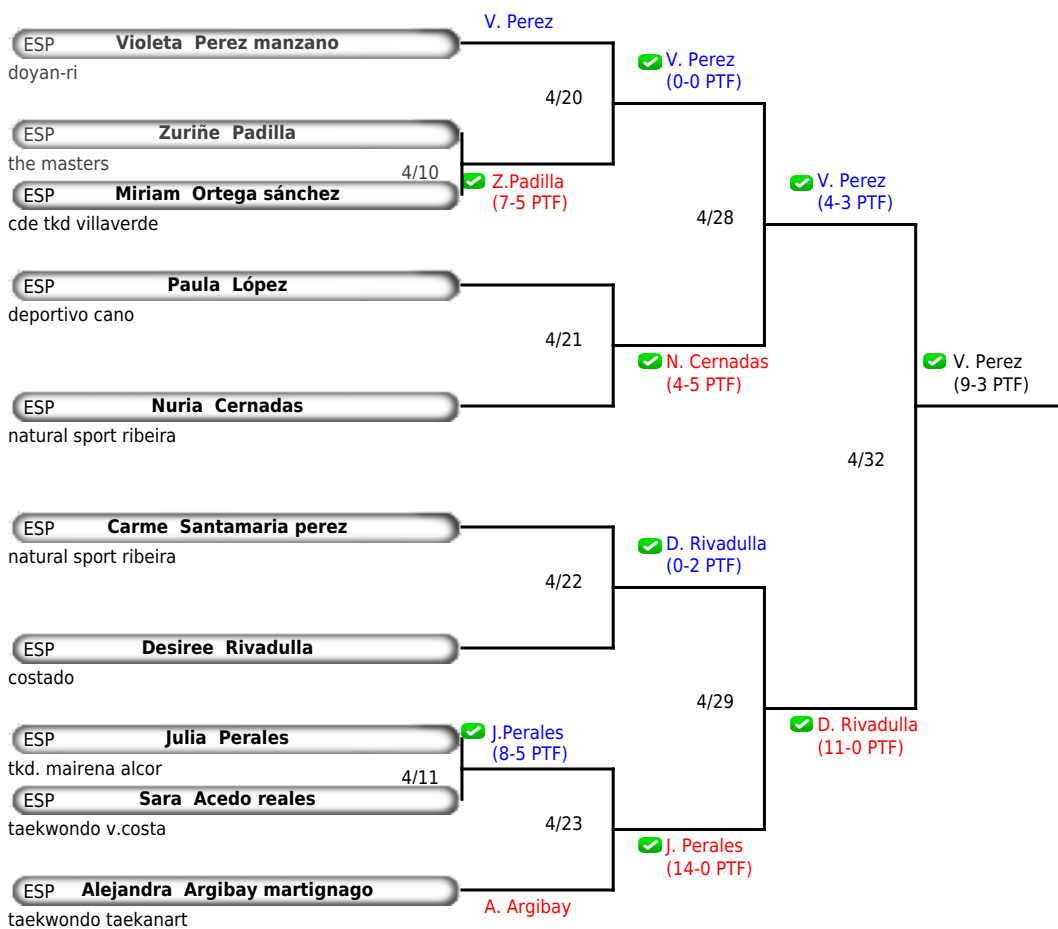 V. Perez
ESP Violeta Perez manzano
doyan-ri
V. Perez
(0-0 PTF)
4/20
ESP Zuriñe Padilla
the masters
4/10
Z.Padilla
(7-5 PTF)
ESP Miriam Ortega sánchez
cde tkd villaverde
V. Perez
(4-3 PTF)
4/28
ESP Paula López
deportivo cano
4/21
N. Cernadas
(4-5 PTF)
V. Perez
(9-3 PTF)
ESP Nuria Cernadas
natural sport ribeira
4/32
ESP Carme Santamaria perez
natural sport ribeira
D. Rivadulla
(0-2 PTF)
4/22
ESP Desiree Rivadulla
costado
4/29
D. Rivadulla
(11-0 PTF)
ESP Julia Perales
tkd. mairena alcor
J.Perales
(8-5 PTF)
4/11
ESP Sara Acedo reales
taekwondo v.costa
4/23
J. Perales
(14-0 PTF)
ESP Alejandra Argibay martignago
taekwondo taekanart
A. Argibay